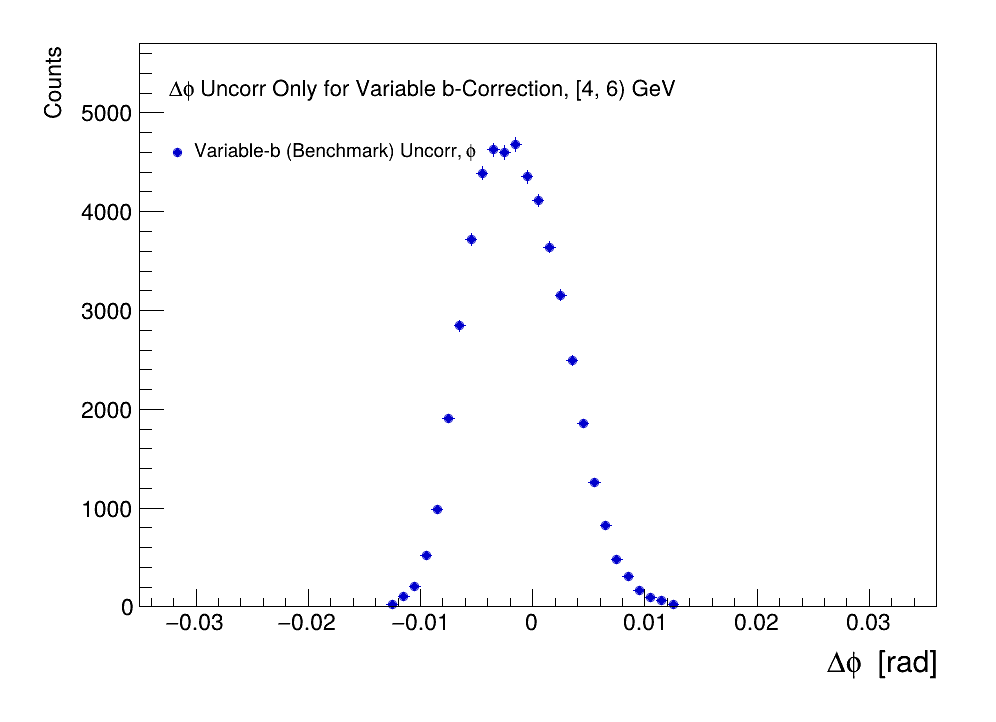 Counts
Δϕ Uncorr Only for Variable b-Correction, [4, 6) GeV
Variable-b (Benchmark) Uncorr, ϕ
5000
4000
3000
2000
1000
0
−0.03 −0.02 −0.01 0 0.01 0.02 0.03
Δϕ [rad]